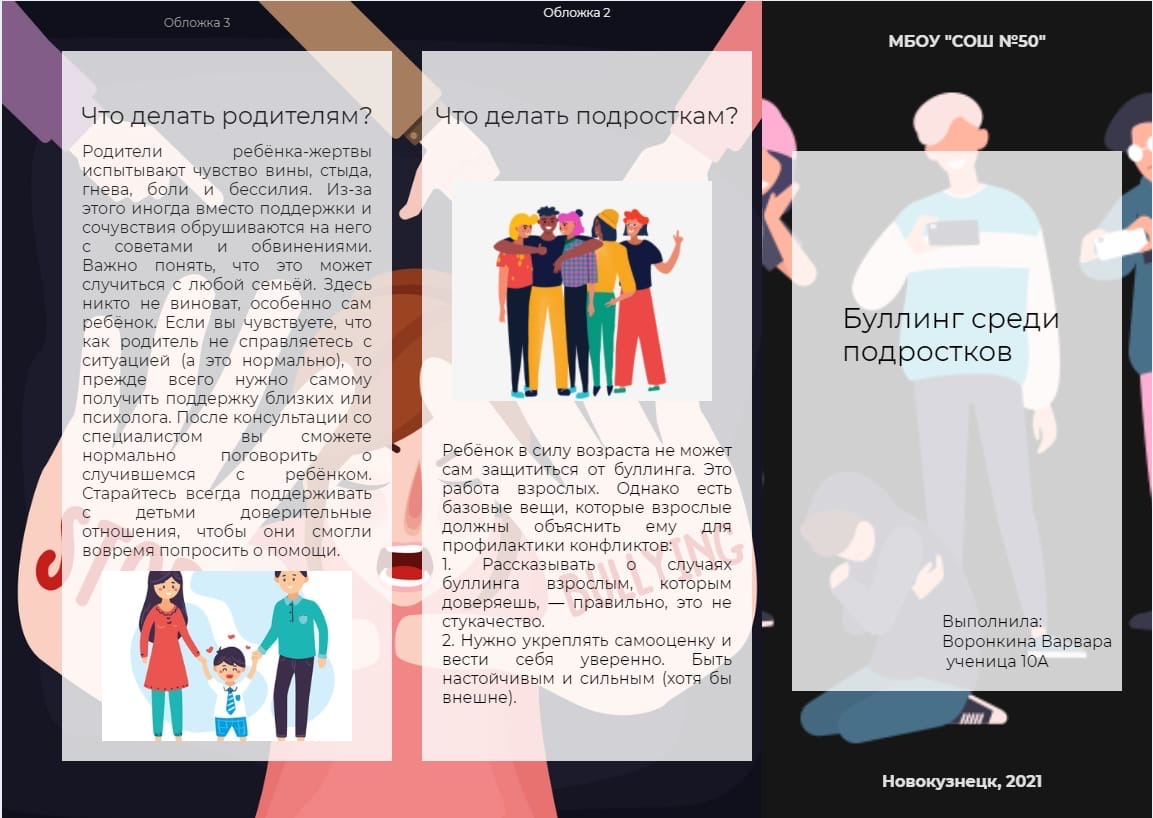 Обложка 3
Что делать родителям?
Родители ребёнка-жертвы
испытывают чувство вины, стыда,
гнева, боли и бессилия. Из-за
этого иногда вместо поддержки и
сочувствия обрушиваются на него
с советами и обвинениями.
Важно понять, что это может
случиться с любой семьёй. Здесь
никто не виноват, особенно сам
ребёнок. Если вы чувствуете, что
как родитель не справляетесь с
ситуацией (а это нормально), то
прежде всего нужно самому
получить поддержку близких или
психолога. После консультации со
специалистом вы сможете
нормально поговорить о
случившемся с ребёнком.
Старайтесь всегда поддерживать
с детьми доверительные
отношения, чтобы они смогли
вовремя попросить о помощи.
STOP
Обложка 2
Что делать подросткам?
Ребёнок в силу возраста не может
сам защититься от буллинга. Это
работа взрослых. Однако есть
базовые вещи, которые взрослые
должны объяснить ему для
профилактики конфликтов:
1. Рассказывать о случаях
буллинга взрослым, которым
доверяешь, — правильно, это не
стукачество.
2. Нужно укреплять самооценку и
вести себя уверенно. Быть
настойчивым и сильным (хотя бы
внешне).
BULLYING
МБОУ "СОШ №50"
Буллинг среди
подростков
Выполнила:
Воронкина Варвара
ученица 10А
Новокузнецк, 2021